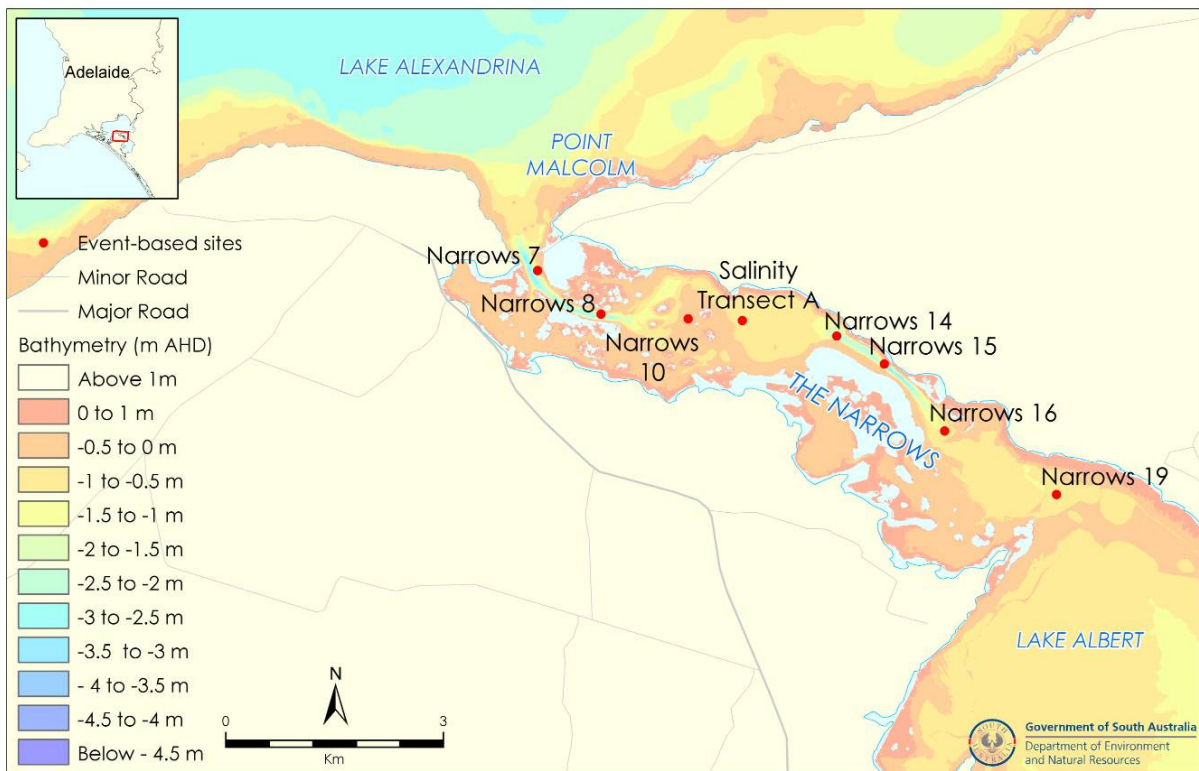 Adelaide
LAKE ALEXANDRINA
POINT
MALCOLM
Event-based sites
Minor Road
Major Road
Bathymetry (m AHD)
Above 1m
0 to 1 m
-0.5 to 0 m
-1 to -0.5 m
-1.5 to -1 m
-2 to -1.5 m
-2.5 to -2 m
-3 to -2.5 m
-3.5 to -3 m
- 4 to -3.5 m
-4.5 to -4 m
Below - 4.5 m
Narrows 7
Narrows 8
Narrows
10
Salinity
Transect A
Narrows 14
Narrows 15
THE NARROWS
Narrows 16
Narrows 19
LAKE ALBERT
N
0 3
Km
SOUTH
AUSTRALIA
Government of South Australia
Department of Environment
and Natural Resources